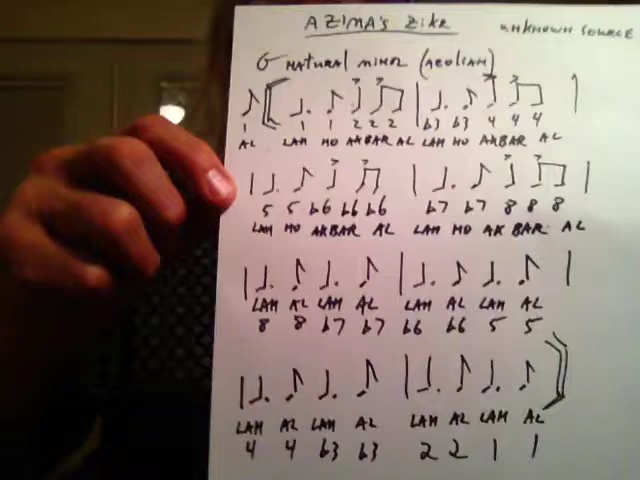 AZIMA'S ZIKR UNKNOWN SOURCE
G NATURAL MINOR (AEOLIAN)
1 1 1 2 2 2 b3 b3 4 4 4
AL LAH HO AKBAR AL LAH HO AKBAR AL
5 5 b6 b6 b6 b7 b7 8 8 8
LAH HO AKBAR AL LAH HO AK BAR AL
LAH AL LAH AL LAH AL LAH AL
8 8 b7 b7 b6 b6 5 5
LAH AL LAH AL LAH AL LAH AL
4 4 b3 b3 2 2 1 1